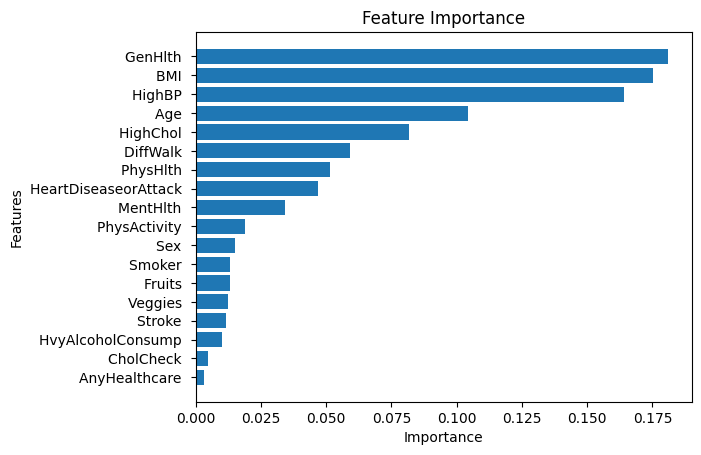 Feature Importance
GenHlth
BMI
HighBP
Age
HighChol
DiffWalk
PhysHlth
HeartDiseaseorAttack
MentHlth
PhysActivity
Sex
Smoker
Fruits
Veggies
Stroke
HvyAlcoholConsump
CholCheck
AnyHealthcare
Features
0.000 0.025 0.050 0.075 0.100 0.125 0.150 0.175
Importance